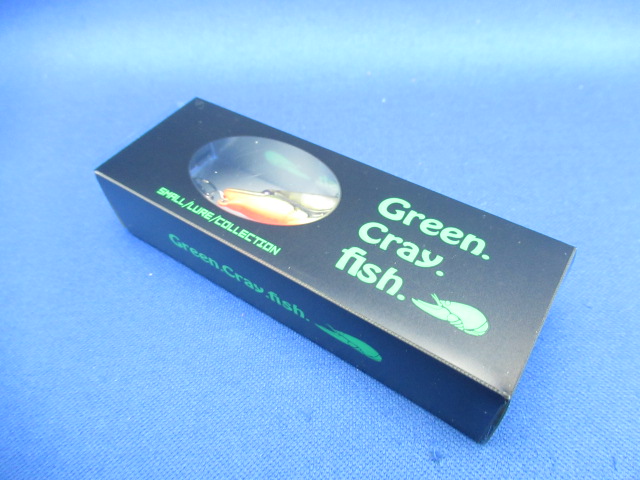 SMALL/LURE/COLLECTION
Green.
Cray.
fish.
Green.Cray.fish.